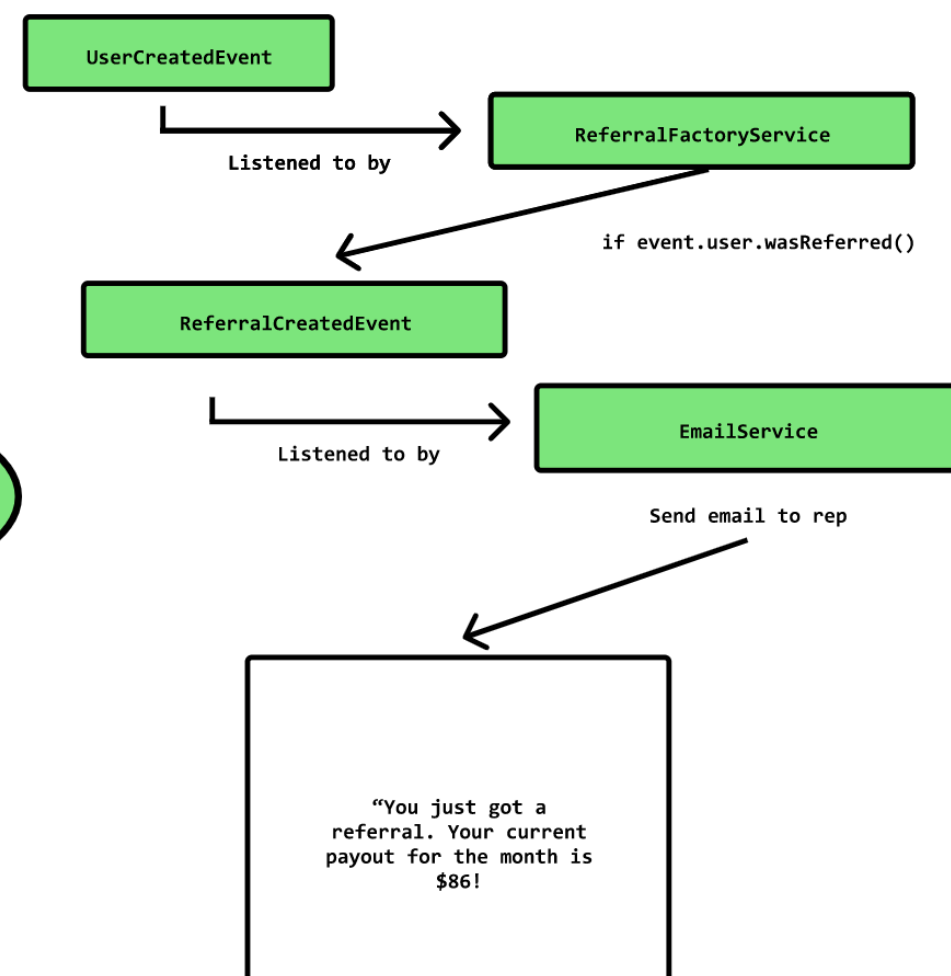 UserCreatedEvent
ReferralFactoryService
Listened to by
if event.user.wasReferred()
ReferralCreatedEvent
EmailService
Listened to by
Send email to rep
“You just got a
referral. Your current
payout for the month is
$86!